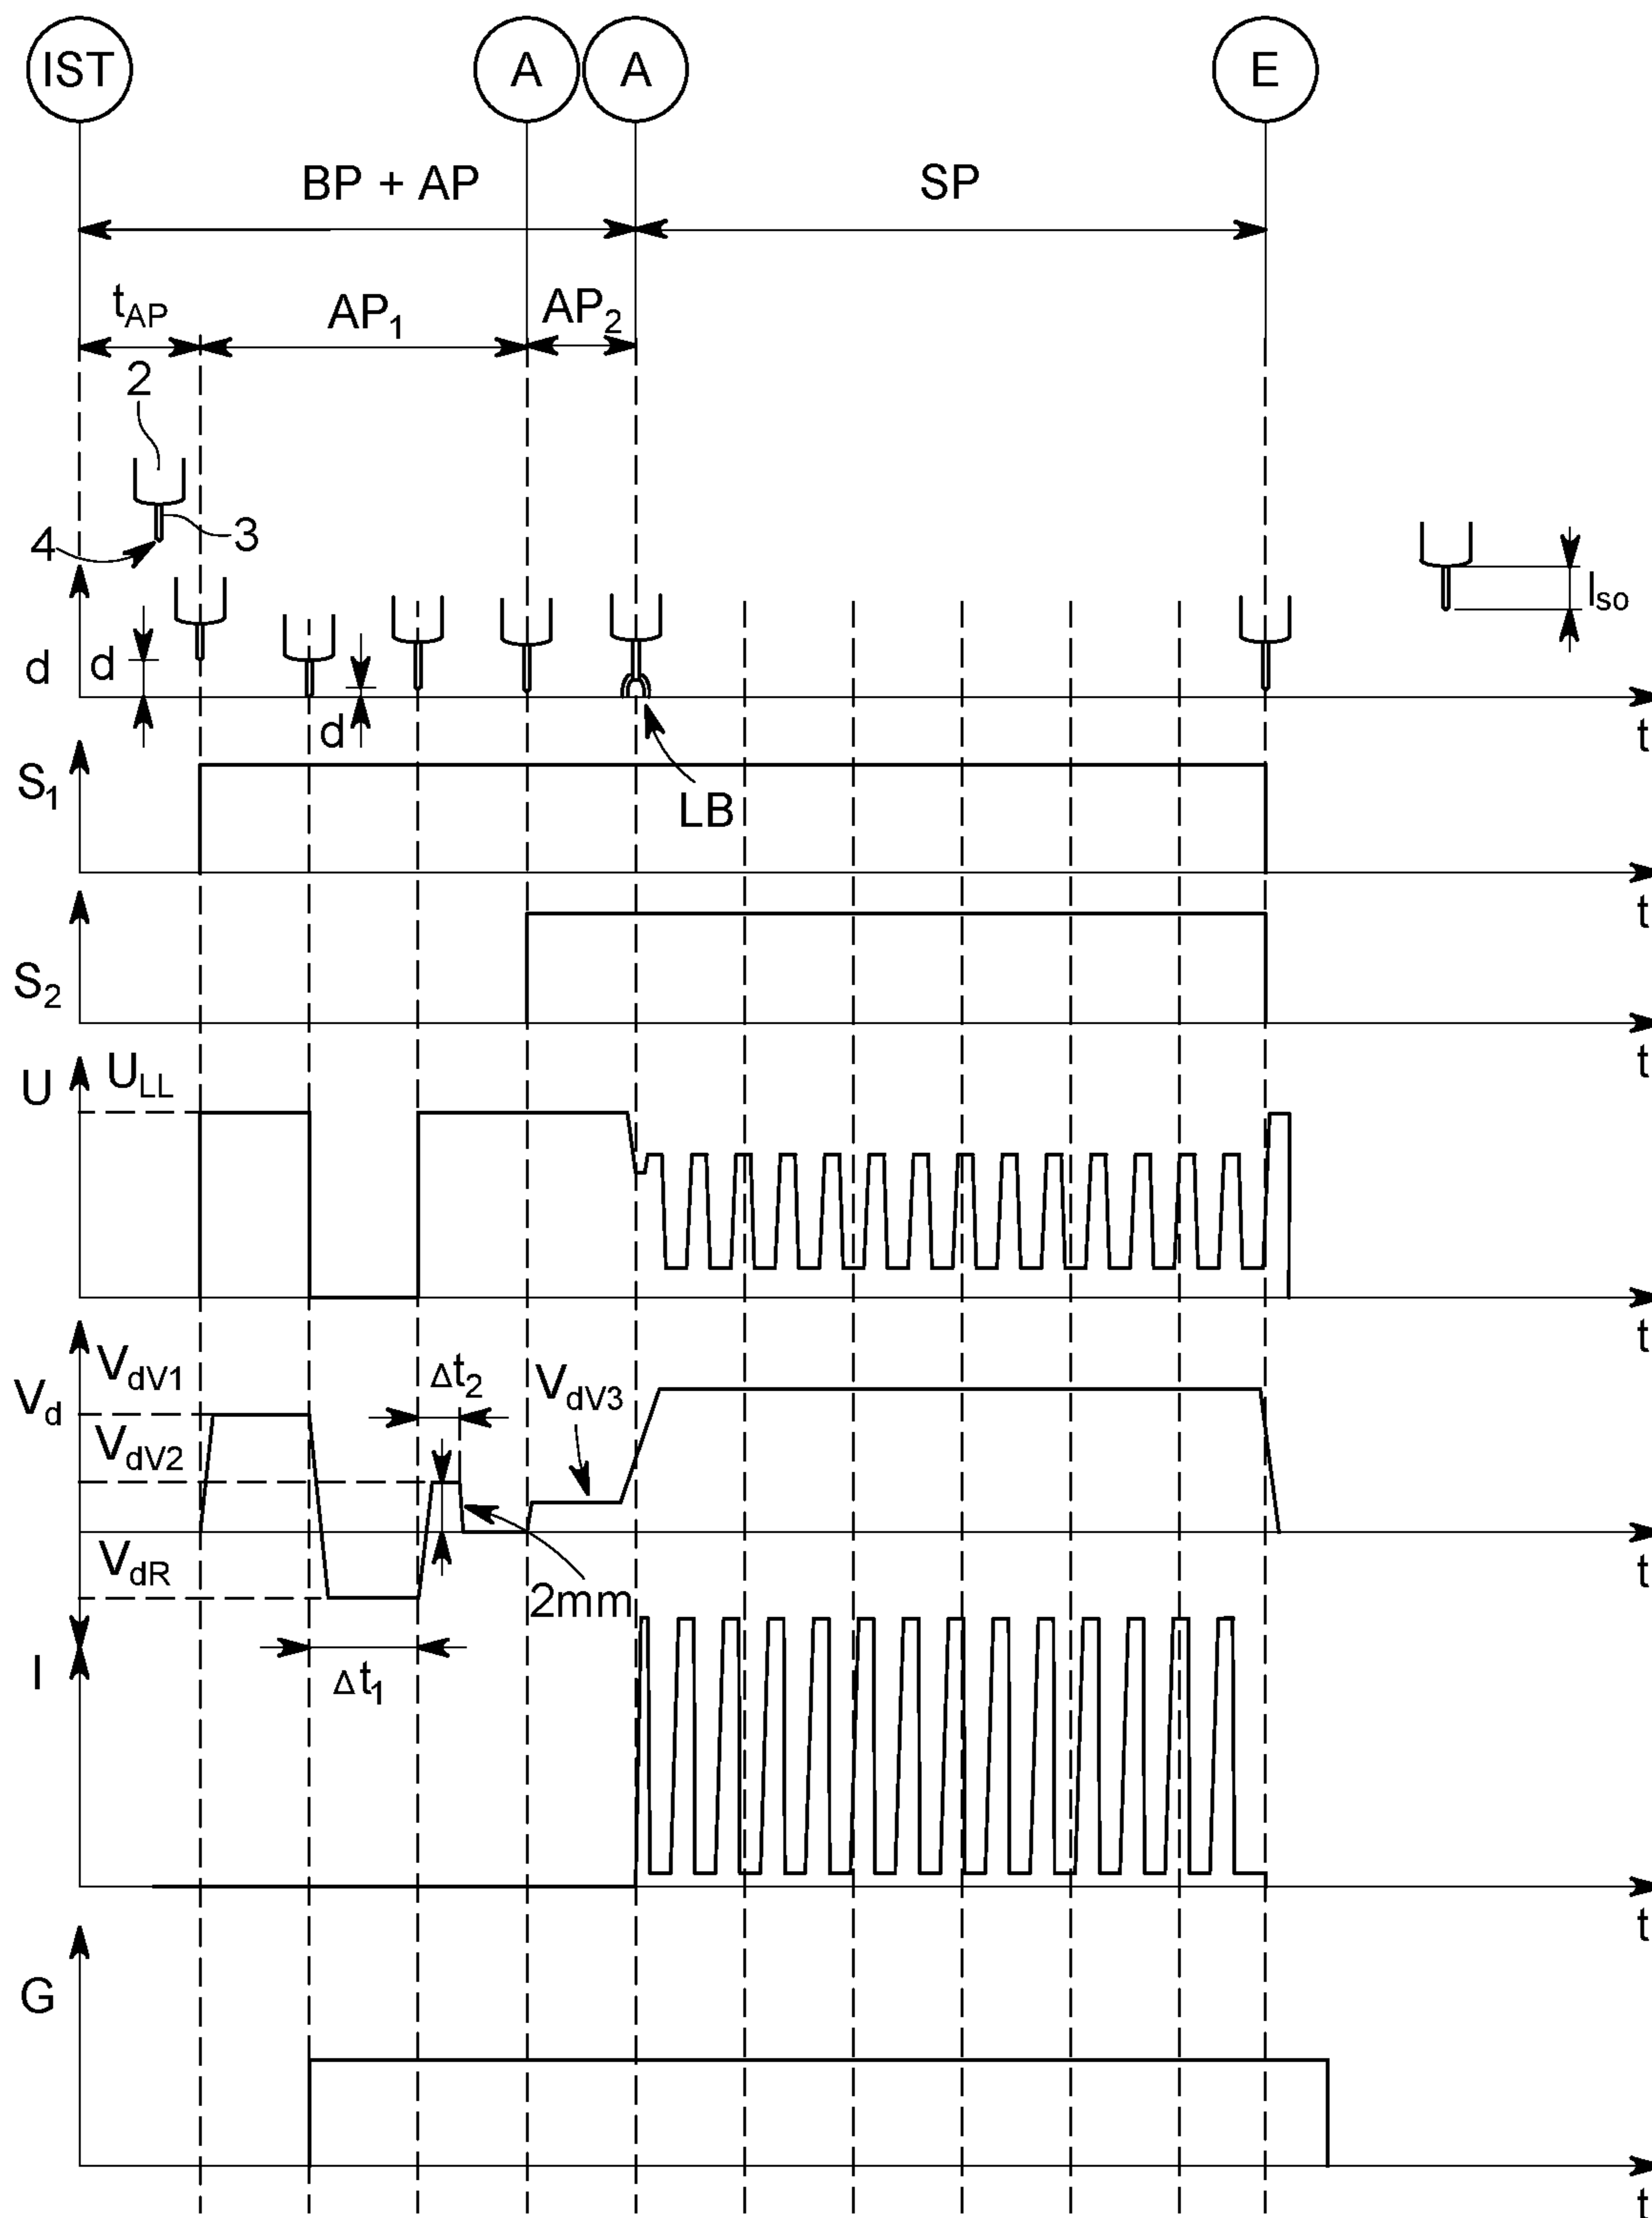 IST A A E
BP + AP SP
tAP AP1 AP2
2
4 3
lso
d d
d
t
S1
LB
t
S2
t
U ULL
t
VdV1
Δt2 VdV3
Vd
VdV2
VdR
t
2mm
I
Δt1
t
G
t